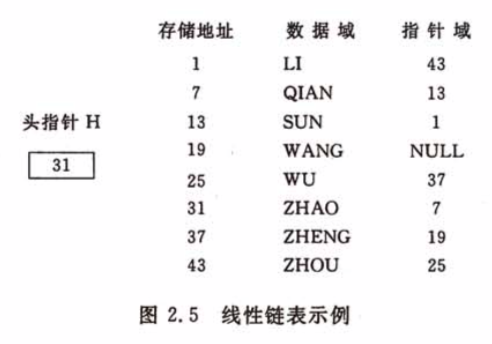 存储地址 数据域 指针域
1 LI 43
7 QIAN 13
头指针 H 13 SUN 1
19 WANG NULL
31
25 WU 37
31 ZHAO 7
37 ZHENG 19
43 ZHOU 25
图 2.5 线性链表示例